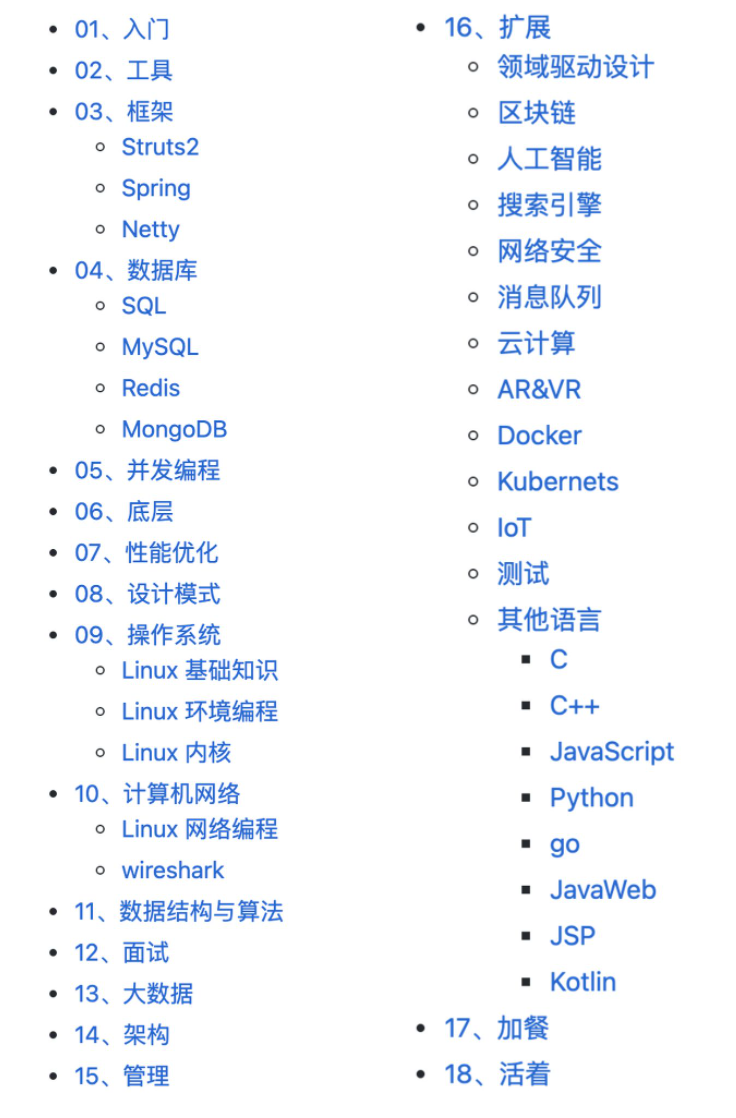 01、入门
02、工具
03、框架
Struts2
Spring
Netty
04、数据库
SQL
MySQL
Redis
MongoDB
05、并发编程
06、底层
07、性能优化
08、设计模式
09、操作系统
Linux 基础知识
Linux 环境编程
Linux 内核
10、计算机网络
Linux 网络编程
wireshark
11、数据结构与算法
12、面试
13、大数据
14、架构
15、管理
16、扩展
领域驱动设计
区块链
人工智能
搜索引擎
网络安全
消息队列
云计算
AR&VR
Docker
Kubernets
IoT
测试
其他语言
C
C++
JavaScript
Python
go
JavaWeb
JSP
Kotlin
17、加餐
18、活着